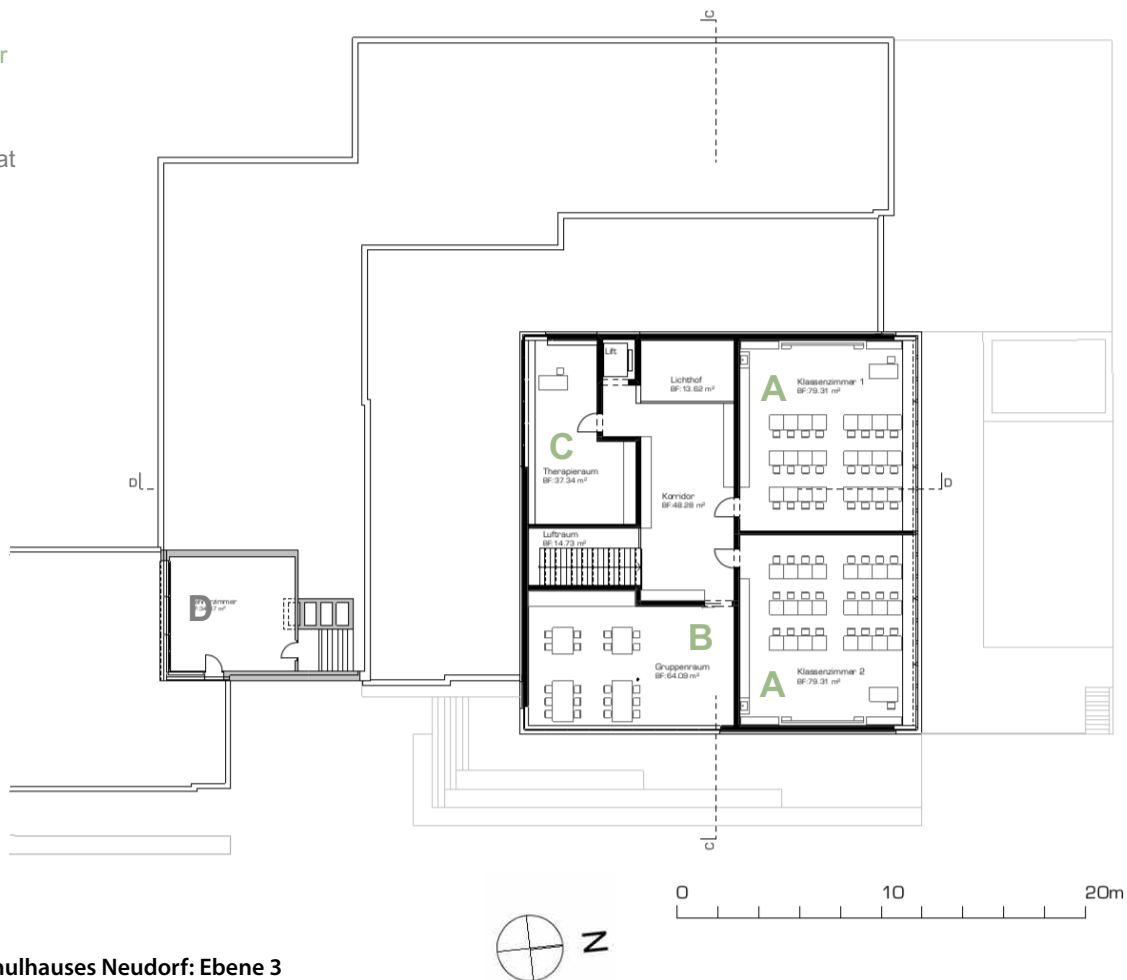 r
at
C
Lift
Lichthof
BF: 13.62 m²
A
Klassenzimmer 1
BF:79.31 m²
C
Therapieraum
BF:37.34 m²
D
D
Korridor
BF:48.28 m²
Luftraum
BF:14.73 m²
D
B
Gruppenraum
BF:64.09 m²
Klassenzimmer 2
BF:79.31 m²
A
C
0 10 20m
N
nulhauses Neudorf: Ebene 3